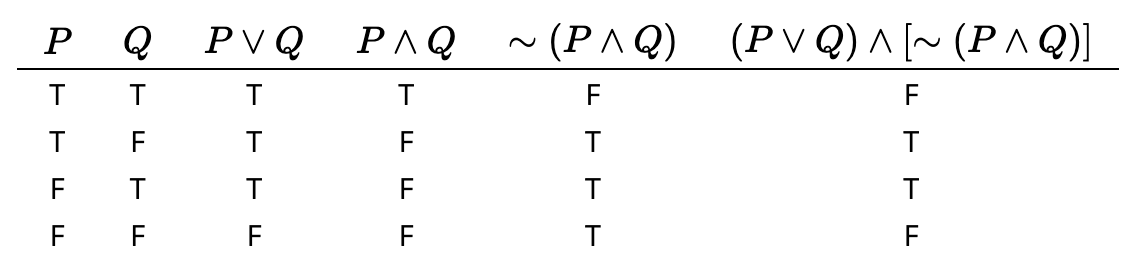 P Q P ∨ Q P ∧ Q ∼ (P ∧ Q) (P ∨ Q) ∧ [∼ (P ∧ Q)]
T T T T F F
T F T F T T
F T T F T T
F F F F T F